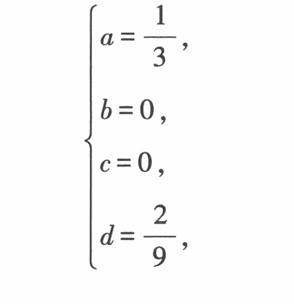 a = 1/3,
b = 0,
c = 0,
d = 2/9,